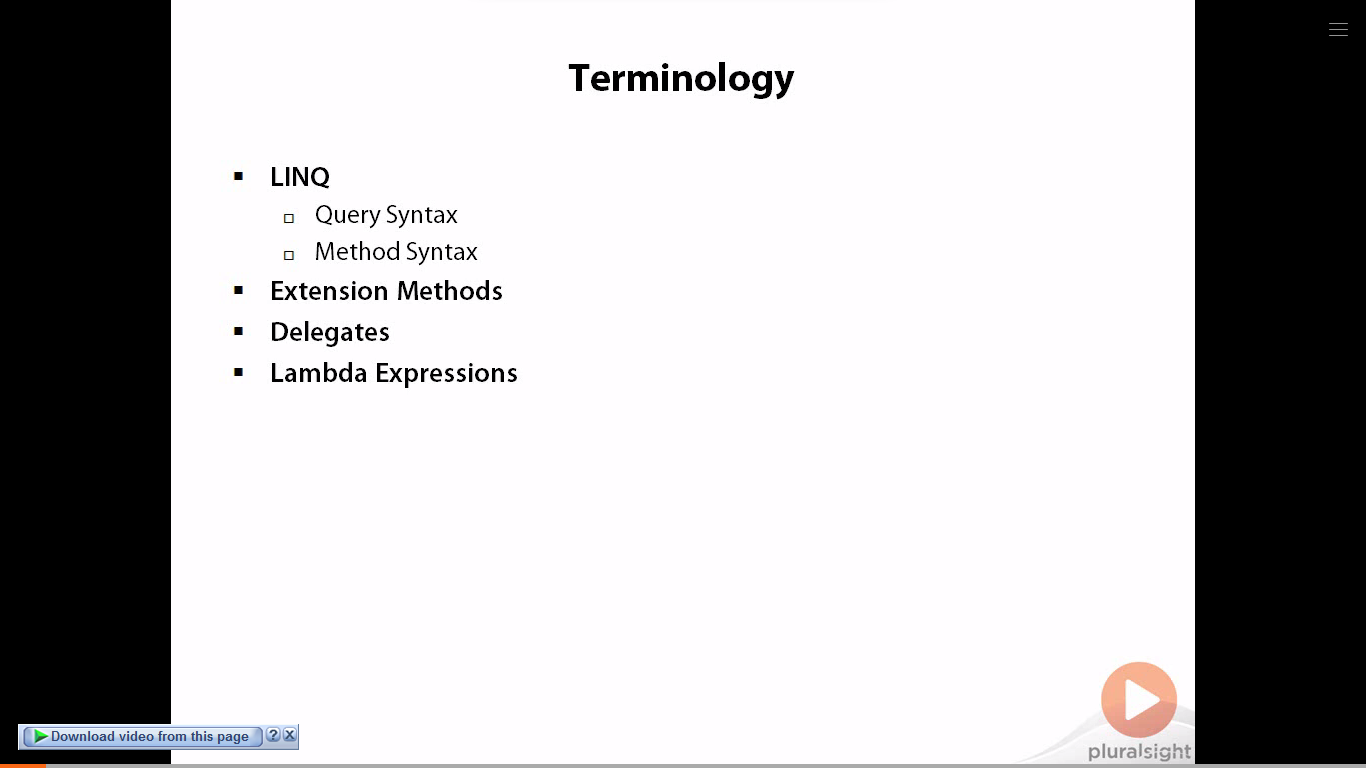 Terminology
LINQ
Query Syntax
Method Syntax
Extension Methods
Delegates
Lambda Expressions
Download video from this page ? X
pluralsight